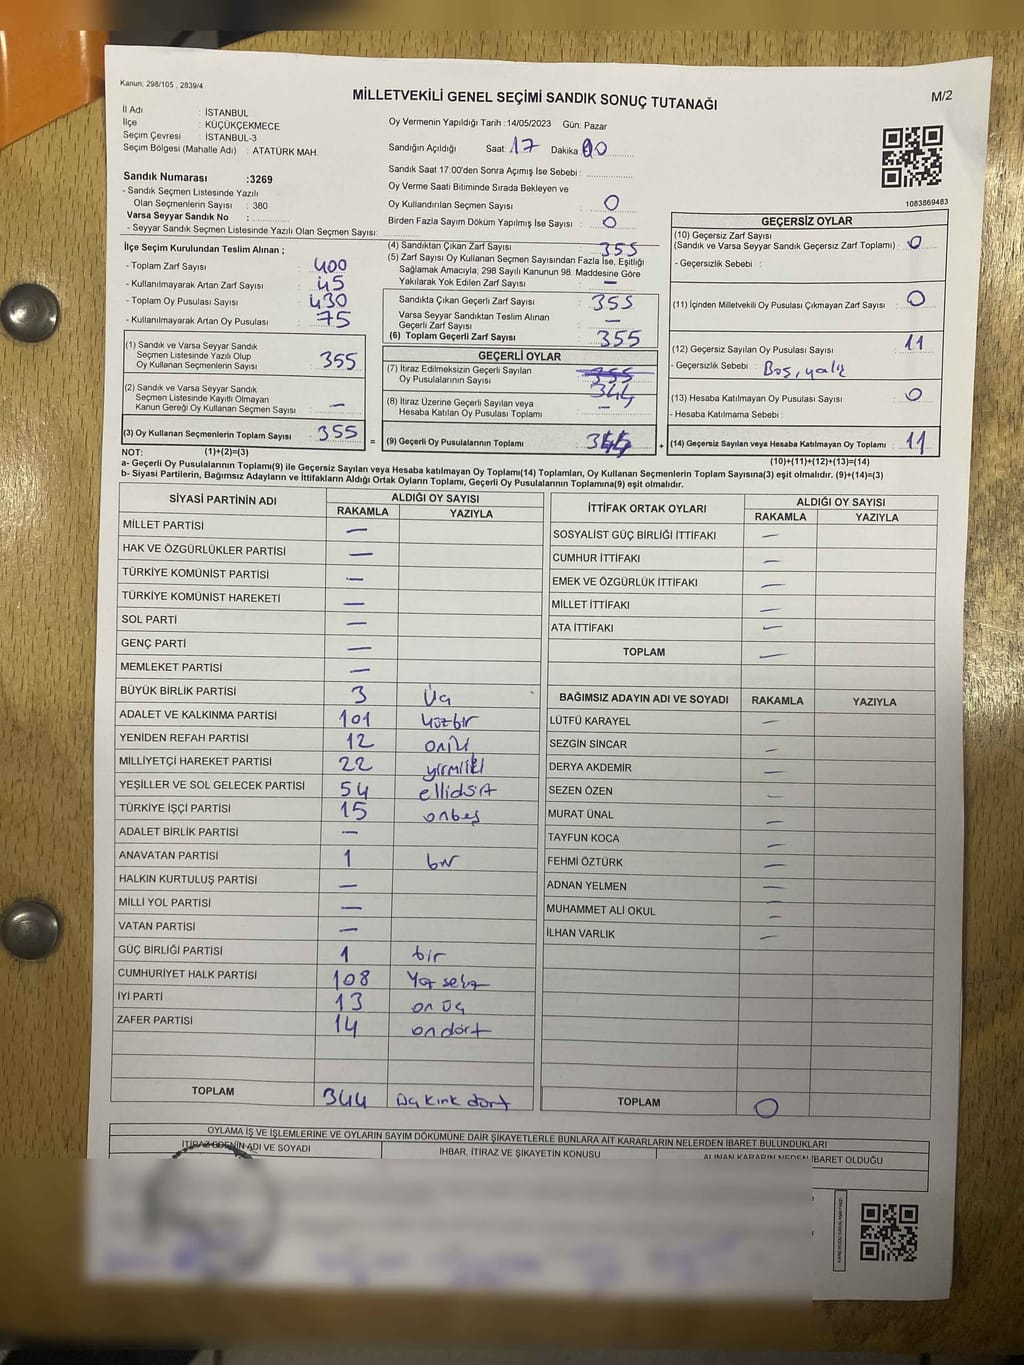 Kanun: 298/105 , 2839/4
MİLLETVEKİLİ GENEL SEÇİMİ SANDIK SONUÇ TUTANAĞI
M/2
İl Adı : İSTANBUL
İlçe : KÜÇÜKÇEKMECE
Seçim Çevresi : İSTANBUL-3
Seçim Bölgesi (Mahalle Adı) : ATATÜRK MAH.
Sandık Numarası :3269
- Sandık Seçmen Listesinde Yazılı
Olan Seçmenlerin Sayısı : 380
Varsa Seyyar Sandık No :
- Seyyar Sandık Seçmen Listesinde Yazılı Olan Seçmen Sayısı:
Oy Vermenin Yapıldığı Tarih :14/05/2023 Gün: Pazar
Sandığın Açıldığı Saat: 17 Dakika 00
Sandık Saat 17:00'den Sonra Açımış İse Sebebi :
Oy Verme Saati Bitiminde Sırada Bekleyen ve
Oy Kullandırılan Seçmen Sayısı 0
Birden Fazla Sayım Döküm Yapılmış İse Sayısı : 0
1083869483
İlçe Seçim Kurulundan Teslim Alınan ;
- Toplam Zarf Sayısı 400
- Kullanılmayarak Artan Zarf Sayısı : 45
- Toplam Oy Pusulası Sayısı : 430
- Kullanılmayarak Artan Oy Pusulası : 75
(1) Sandık ve Varsa Seyyar Sandık
Seçmen Listesinde Yazılı Olup
Oy Kullanan Seçmenlerin Sayısı : 355
(2) Sandık ve Varsa Seyyar Sandık
Seçmen Listesinde Kayıtlı Olmayan
Kanun Gereği Oy Kullanan Seçmen Sayısı : —
(3) Oy Kullanan Seçmenlerin Toplam Sayısı : 355
(4) Sandıktan Çıkan Zarf Sayısı : 355
(5) Zarf Sayısı Oy Kullanan Seçmen Sayısından Fazla İse, Eşitliği
Sağlamak Amacıyla, 298 Sayılı Kanunun 98. Maddesine Göre
Yakılarak Yok Edilen Zarf Sayısı : —
Sandıkta Çıkan Geçerli Zarf Sayısı : 355
Varsa Seyyar Sandıktan Teslim Alınan
Geçerli Zarf Sayısı : —
(6) Toplam Geçerli Zarf Sayısı : 355
GEÇERLİ OYLAR
(7) İtiraz Edilmeksizin Geçerli Sayılan
Oy Pusulalarının Sayısı : 355
344
(8) İtiraz Üzerine Geçerli Sayılan veya
Hesaba Katılan Oy Pusulası Toplamı : —
= (9) Geçerli Oy Pusulalarının Toplamı : 344 +
GEÇERSİZ OYLAR
(10) Geçersiz Zarf Sayısı
(Sandık ve Varsa Seyyar Sandık Geçersiz Zarf Toplamı) : 0
- Geçersizlik Sebebi :
(11) İçinden Milletvekili Oy Pusulası Çıkmayan Zarf Sayısı : 0
(12) Geçersiz Sayılan Oy Pusulası Sayısı : 11
- Geçersizlik Sebebi :
(13) Hesaba Katılmayan Oy Pusulası Sayısı : 0
- Hesaba Katılmama Sebebi :
(14) Geçersiz Sayılan veya Hesaba Katılmayan Oy Toplamı : 11
NOT: (1)+(2)=(3) (10)+(11)+(12)+(13)=(14)
a- Geçerli Oy Pusulalarının Toplamı(9) ile Geçersiz Sayılan veya Hesaba katılmayan Oy Toplamı(14) Toplamları, Oy Kullanan Seçmenlerin Toplam Sayısına(3) eşit olmalıdır. (9)+(14)=(3)
b- Siyasi Partilerin, Bağımsız Adayların ve İttifakların Aldığı Ortak Oyların Toplamı, Geçerli Oy Pusulalarının Toplamına(9) eşit olmalıdır.
SİYASİ PARTİNİN ADI ALDIĞI OY SAYISI
RAKAMLA YAZIYLA
MİLLET PARTİSİ —
HAK VE ÖZGÜRLÜKLER PARTİSİ —
TÜRKİYE KOMÜNİST PARTİSİ —
TÜRKİYE KOMÜNİST HAREKETİ —
SOL PARTİ —
GENÇ PARTİ —
MEMLEKET PARTİSİ —
BÜYÜK BİRLİK PARTİSİ 3 Üç
ADALET VE KALKINMA PARTİSİ 101 yüzbir
YENİDEN REFAH PARTİSİ 12 oniki
MİLLİYETÇİ HAREKET PARTİSİ 22 yirmiiki
YEŞİLLER VE SOL GELECEK PARTİSİ 54 ellidört
TÜRKİYE İŞÇİ PARTİSİ 15 onbeş
ADALET BİRLİK PARTİSİ —
ANAVATAN PARTİSİ 1 bir
HALKIN KURTULUŞ PARTİSİ —
MİLLİ YOL PARTİSİ —
VATAN PARTİSİ —
GÜÇ BİRLİĞİ PARTİSİ 1 bir
CUMHURİYET HALK PARTİSİ 108 Yüz sekiz
İYİ PARTİ 13 on üç
ZAFER PARTİSİ 14 on dört
TOPLAM 344 üç kırk dört
İTTİFAK ORTAK OYLARI ALDIĞI OY SAYISI
RAKAMLA YAZIYLA
SOSYALİST GÜÇ BİRLİĞİ İTTİFAKI —
CUMHUR İTTİFAKI —
EMEK VE ÖZGÜRLÜK İTTİFAKI —
MİLLET İTTİFAKI —
ATA İTTİFAKI —
TOPLAM —
BAĞIMSIZ ADAYIN ADI VE SOYADI RAKAMLA YAZIYLA
LÜTFÜ KARAYEL —
SEZGİN SİNCAR —
DERYA AKDEMİR —
SEZEN ÖZEN —
MURAT ÜNAL —
TAYFUN KOCA —
FEHMİ ÖZTÜRK —
ADNAN YELMEN —
MUHAMMET ALİ OKUL —
İLHAN VARLIK —
TOPLAM 0
OYLAMA İŞ VE İŞLEMLERİNE VE OYLARIN SAYIM DÖKÜMÜNE DAİR ŞİKAYETLERLE BUNLARA AİT KARARLARIN NELERDEN İBARET BULUNDUKLARI
İTİRAZ EDENİN ADI VE SOYADI İHBAR, İTİRAZ VE ŞİKAYETİN KONUSU ALINAN KARARIN NEDEN İBARET OLDUĞU